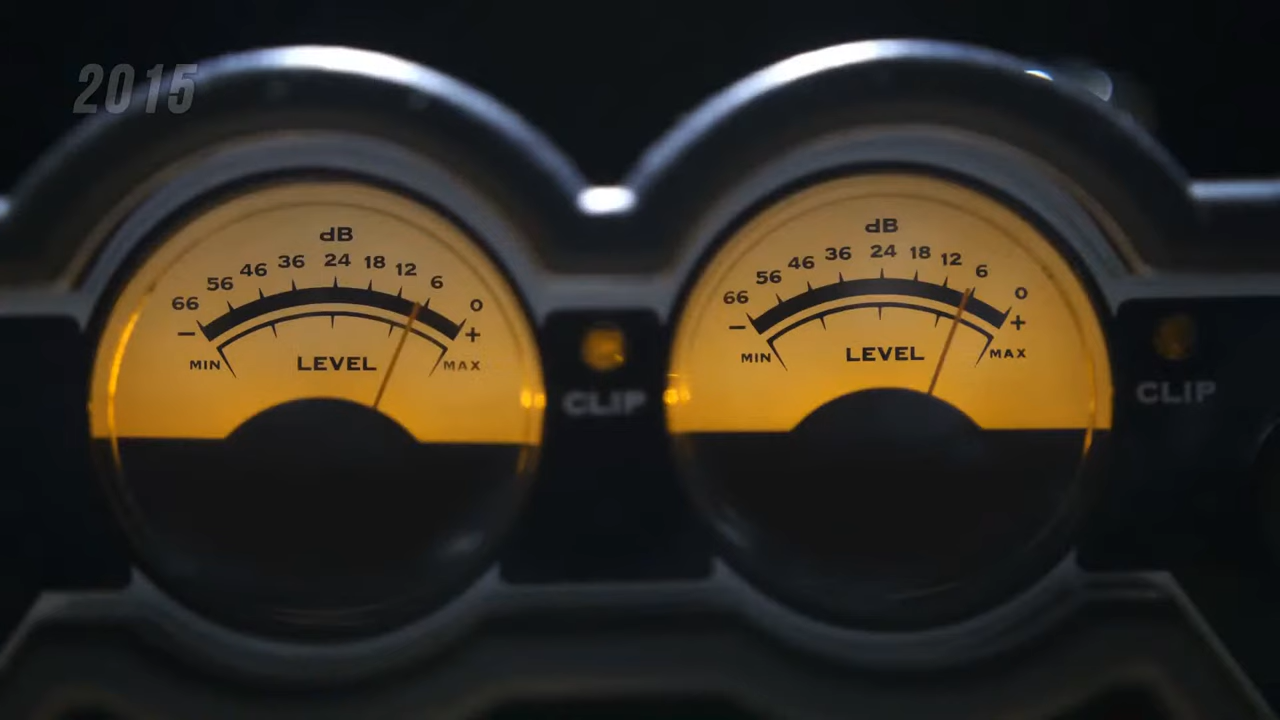 2015
dB
66 56 46 36 24 18 12 6 0
− +
MIN LEVEL MAX
CLIP
dB
66 56 46 36 24 18 12 6 0
− +
MIN LEVEL MAX
CLIP